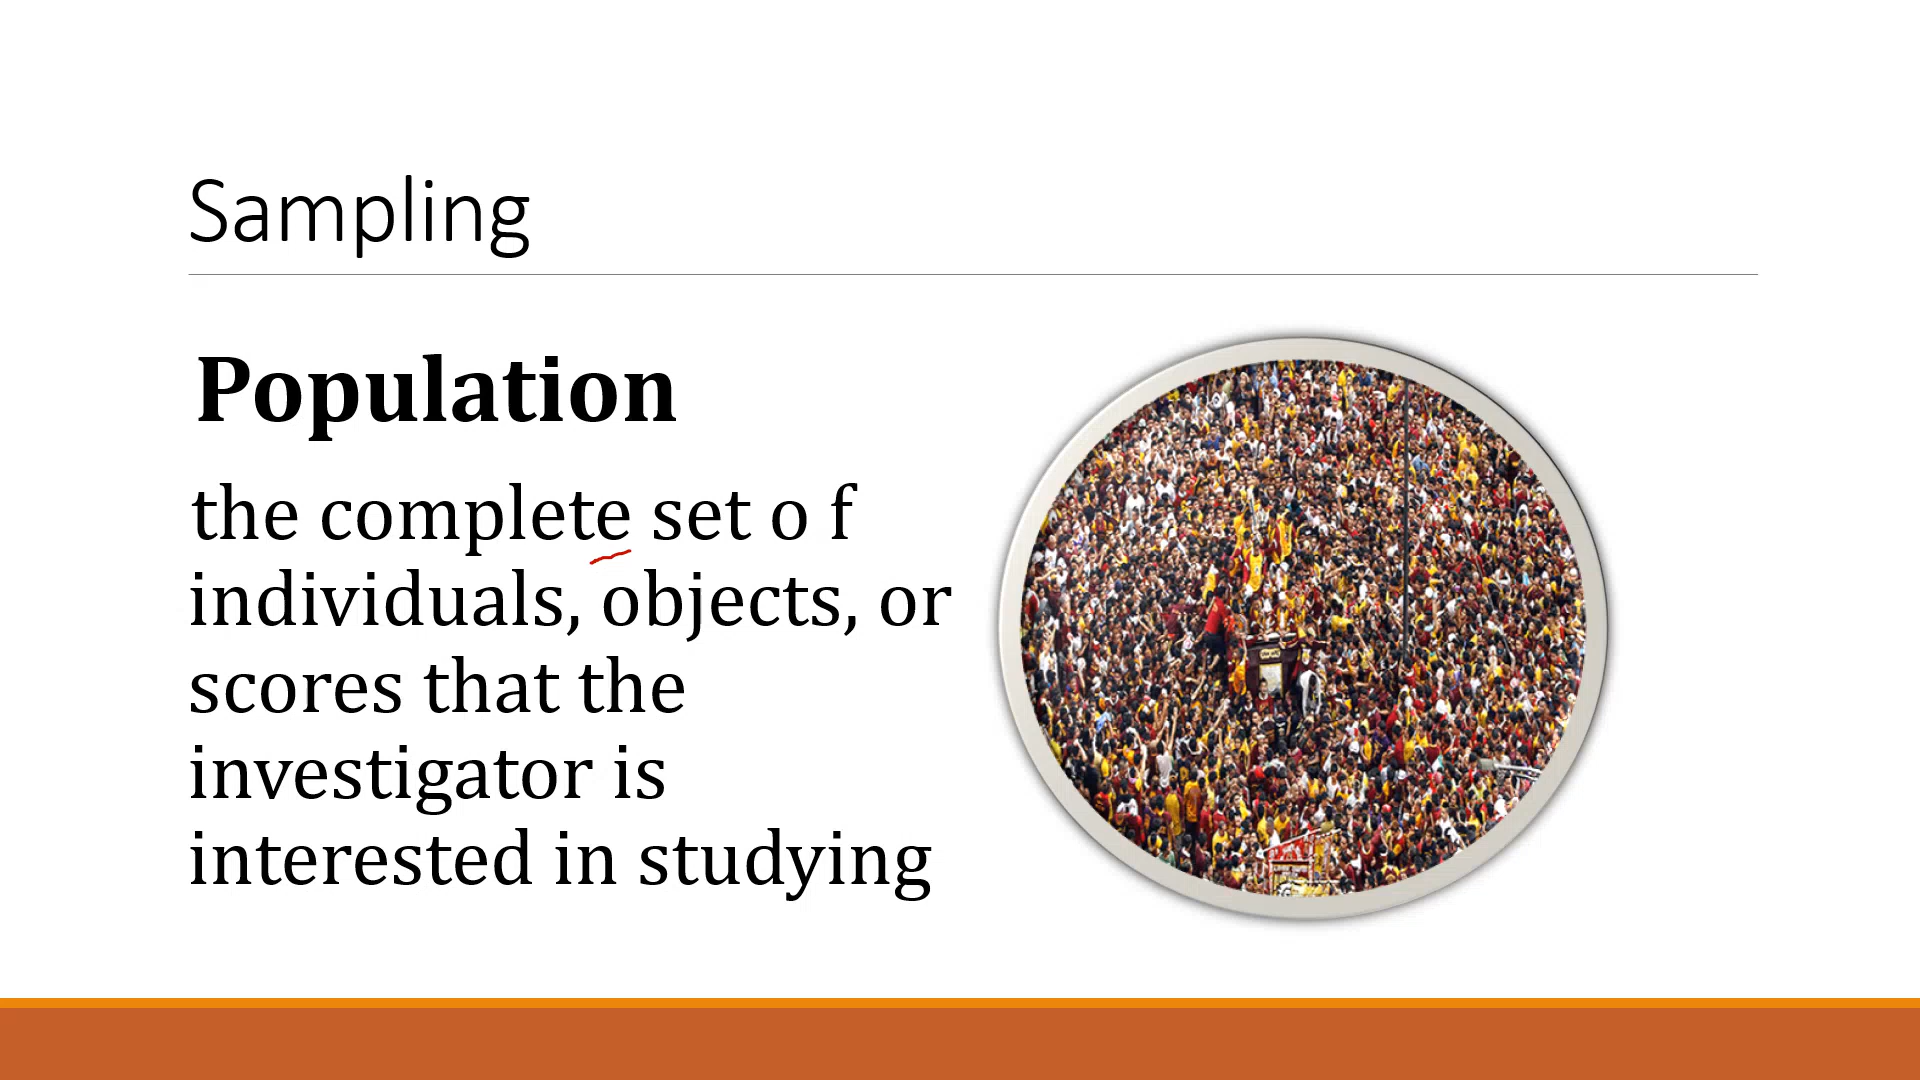 Sampling
Population
the complete set o f
individuals, objects, or
scores that the
investigator is
interested in studying